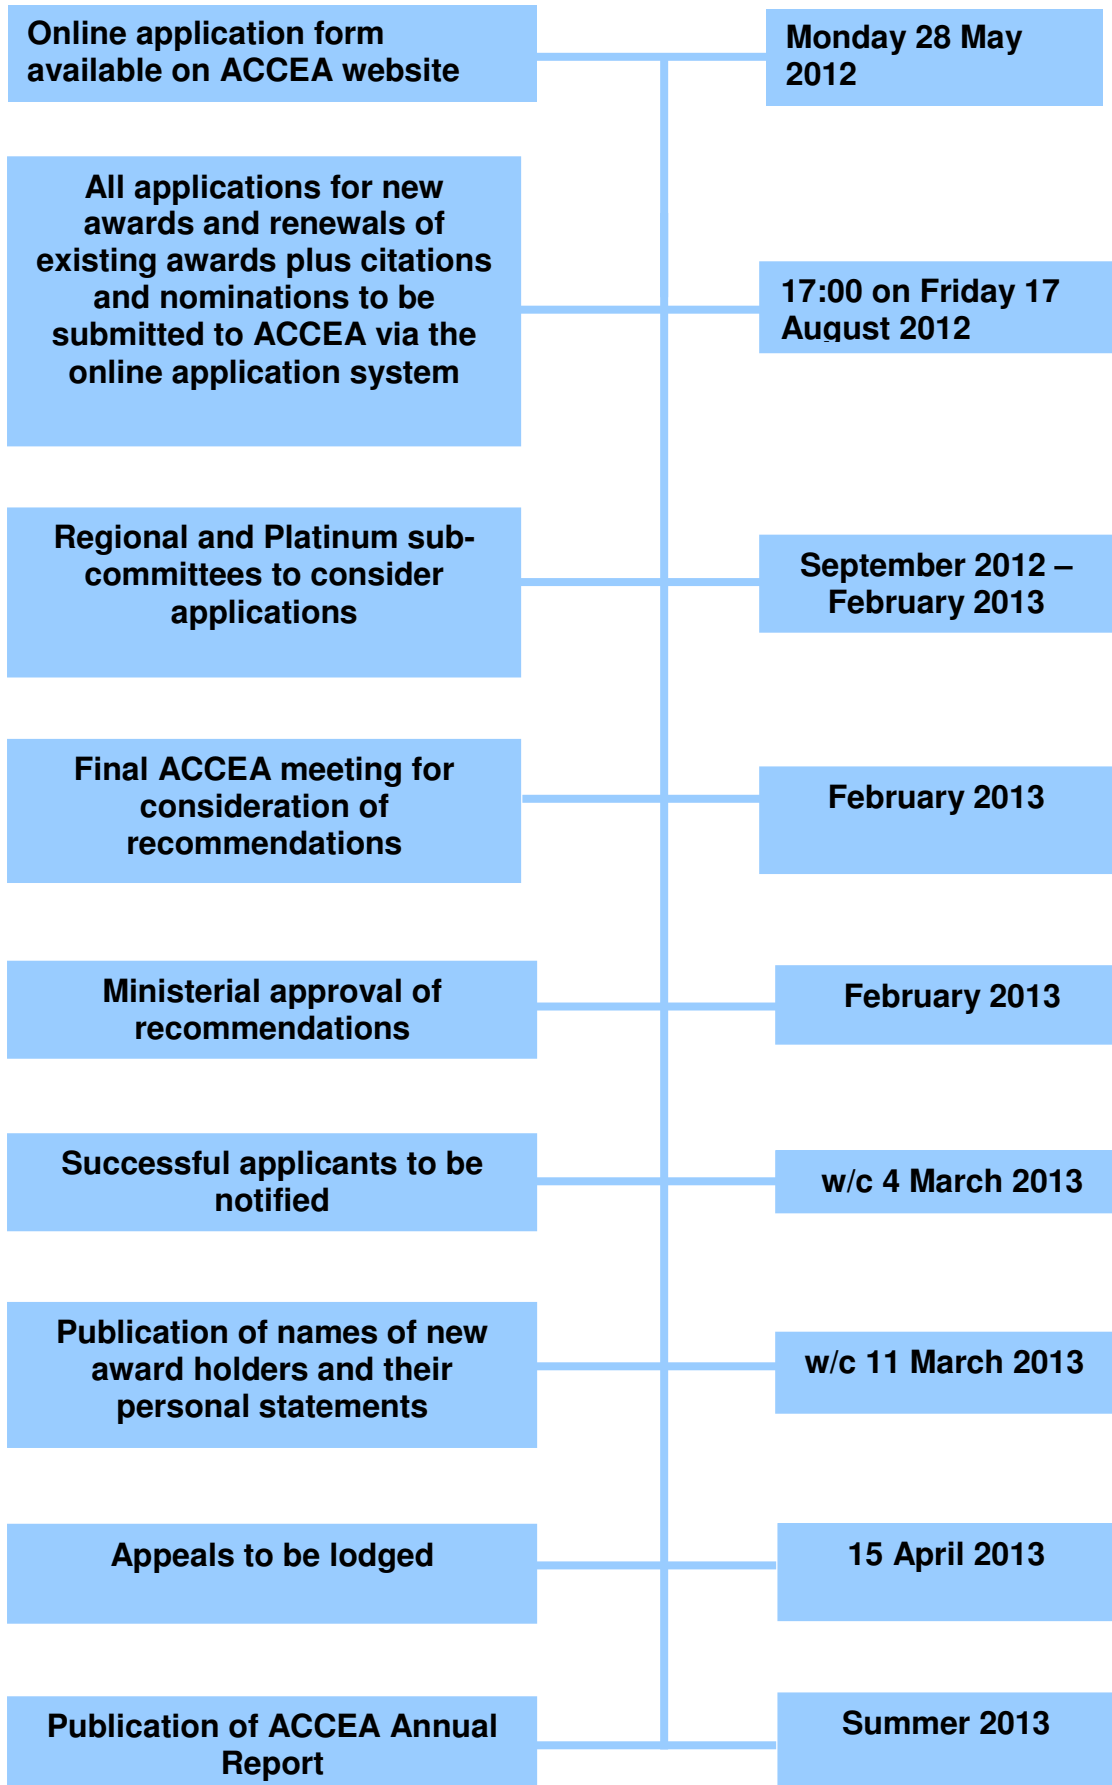 Online application form
available on ACCEA website
Monday 28 May
2012
All applications for new
awards and renewals of
existing awards plus citations
and nominations to be
submitted to ACCEA via the
online application system
17:00 on Friday 17
August 2012
Regional and Platinum sub-
committees to consider
applications
September 2012 –
February 2013
Final ACCEA meeting for
consideration of
recommendations
February 2013
Ministerial approval of
recommendations
February 2013
Successful applicants to be
notified
w/c 4 March 2013
Publication of names of new
award holders and their
personal statements
w/c 11 March 2013
Appeals to be lodged
15 April 2013
Publication of ACCEA Annual
Report
Summer 2013